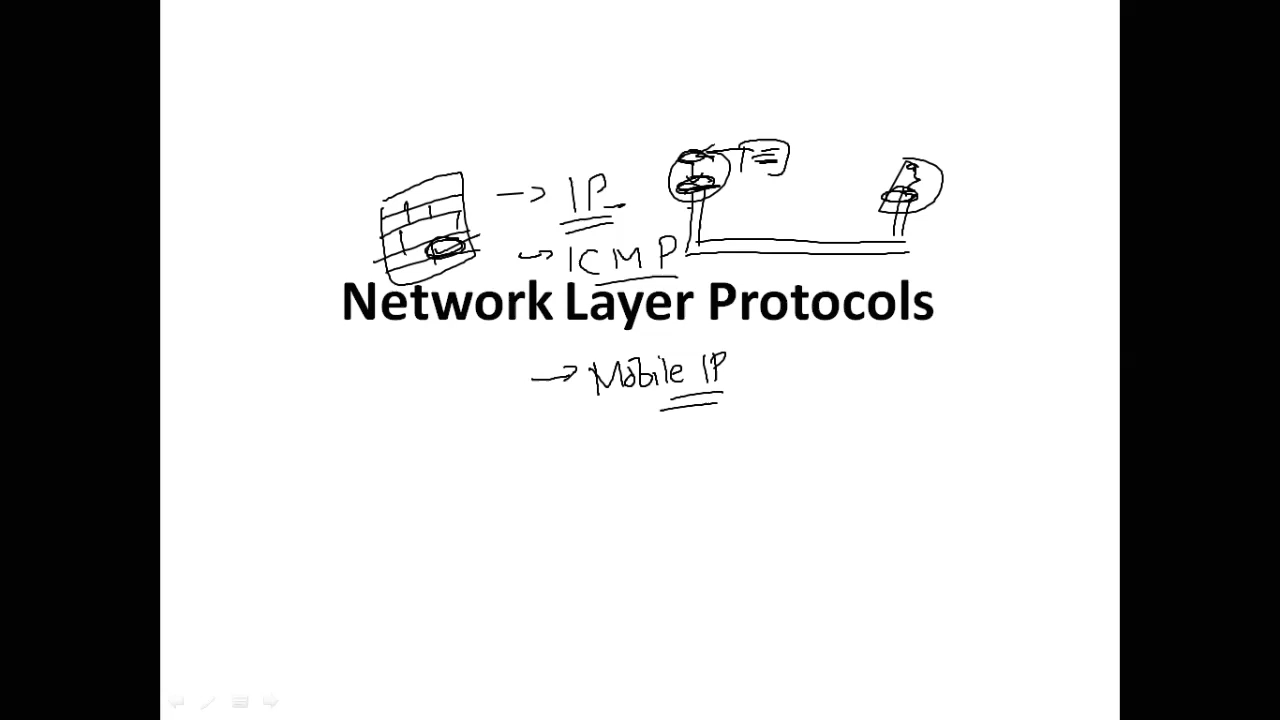 → IP
→ ICMP
Network Layer Protocols
→ Mobile IP